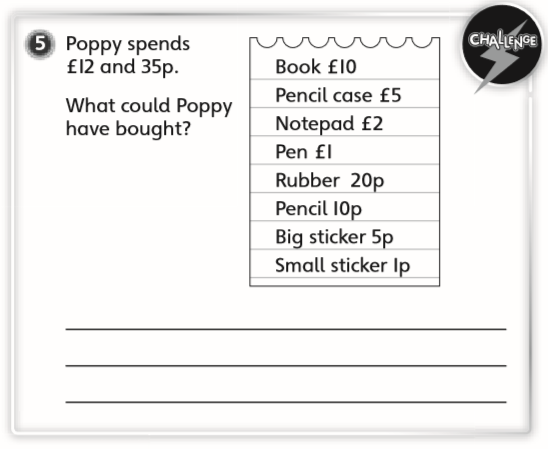 CHALLENGE
5 Poppy spends
£12 and 35p.
What could Poppy
have bought?
Book £10
Pencil case £5
Notepad £2
Pen £1
Rubber 20p
Pencil 10p
Big sticker 5p
Small sticker 1p